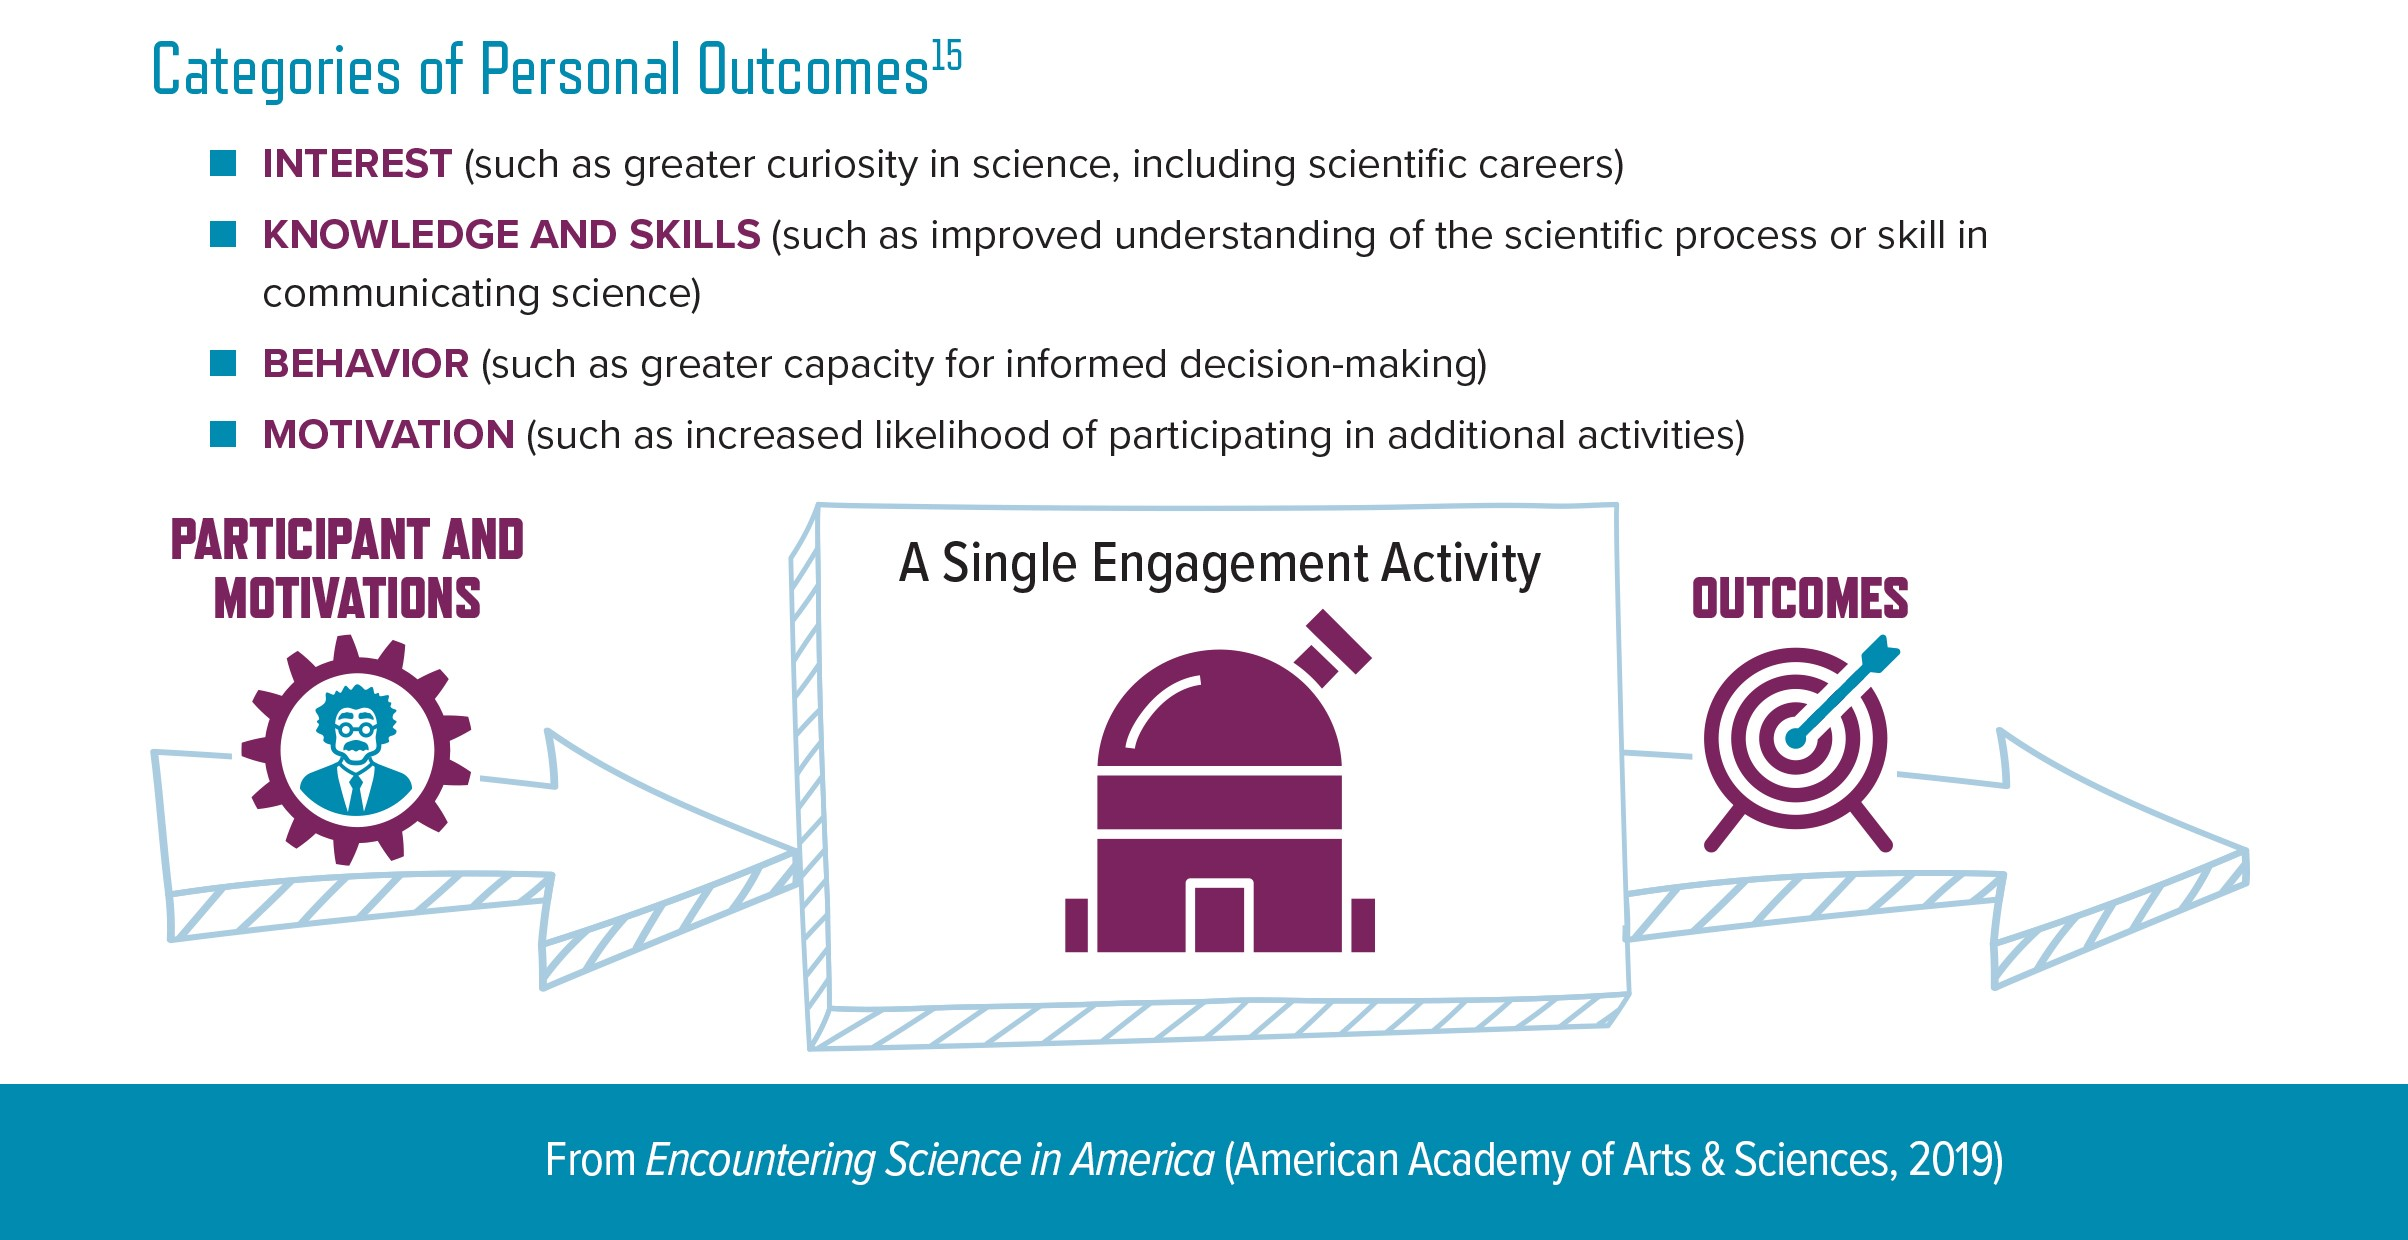 Categories of Personal Outcomes15
INTEREST (such as greater curiosity in science, including scientific careers)
KNOWLEDGE AND SKILLS (such as improved understanding of the scientific process or skill in
communicating science)
BEHAVIOR (such as greater capacity for informed decision-making)
MOTIVATION (such as increased likelihood of participating in additional activities)
PARTICIPANT AND
MOTIVATIONS
A Single Engagement Activity
OUTCOMES
From Encountering Science in America (American Academy of Arts & Sciences, 2019)